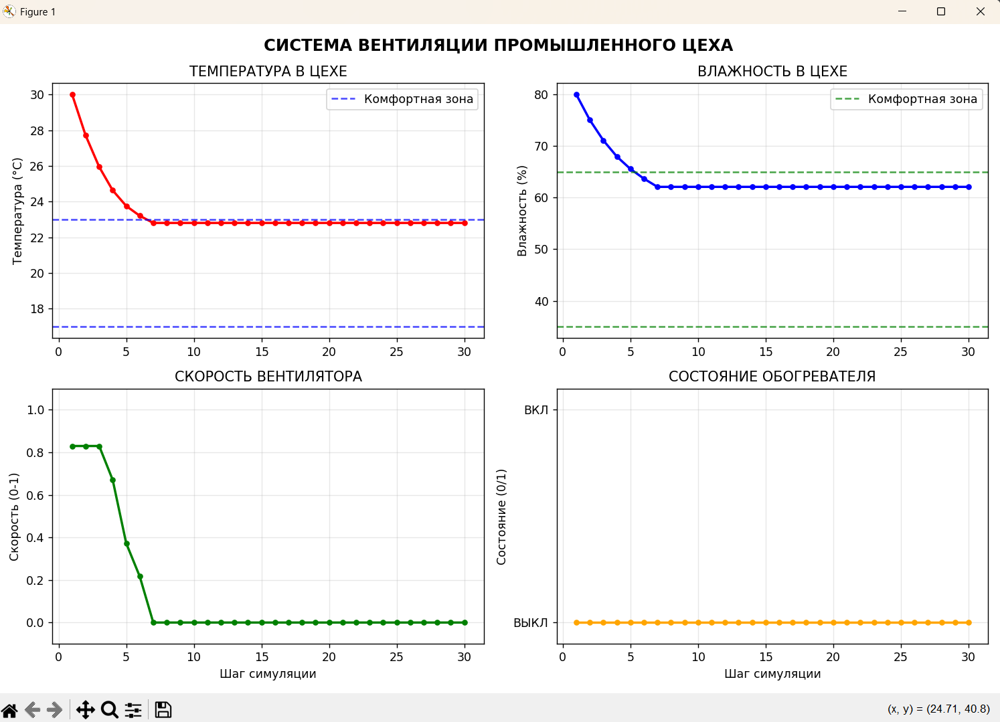 Figure 1
СИСТЕМА ВЕНТИЛЯЦИИ ПРОМЫШЛЕННОГО ЦЕХА
ТЕМПЕРАТУРА В ЦЕХЕ
Температура (°C)
30
28
26
24
22
20
18
Комфортная зона
0 5 10 15 20 25 30
ВЛАЖНОСТЬ В ЦЕХЕ
Влажность (%)
80
70
60
50
40
Комфортная зона
0 5 10 15 20 25 30
СКОРОСТЬ ВЕНТИЛЯТОРА
Скорость (0-1)
1.0
0.8
0.6
0.4
0.2
0.0
0 5 10 15 20 25 30
Шаг симуляции
СОСТОЯНИЕ ОБОГРЕВАТЕЛЯ
Состояние (0/1)
ВКЛ
ВЫКЛ
0 5 10 15 20 25 30
Шаг симуляции
(x, y) = (24.71, 40.8)